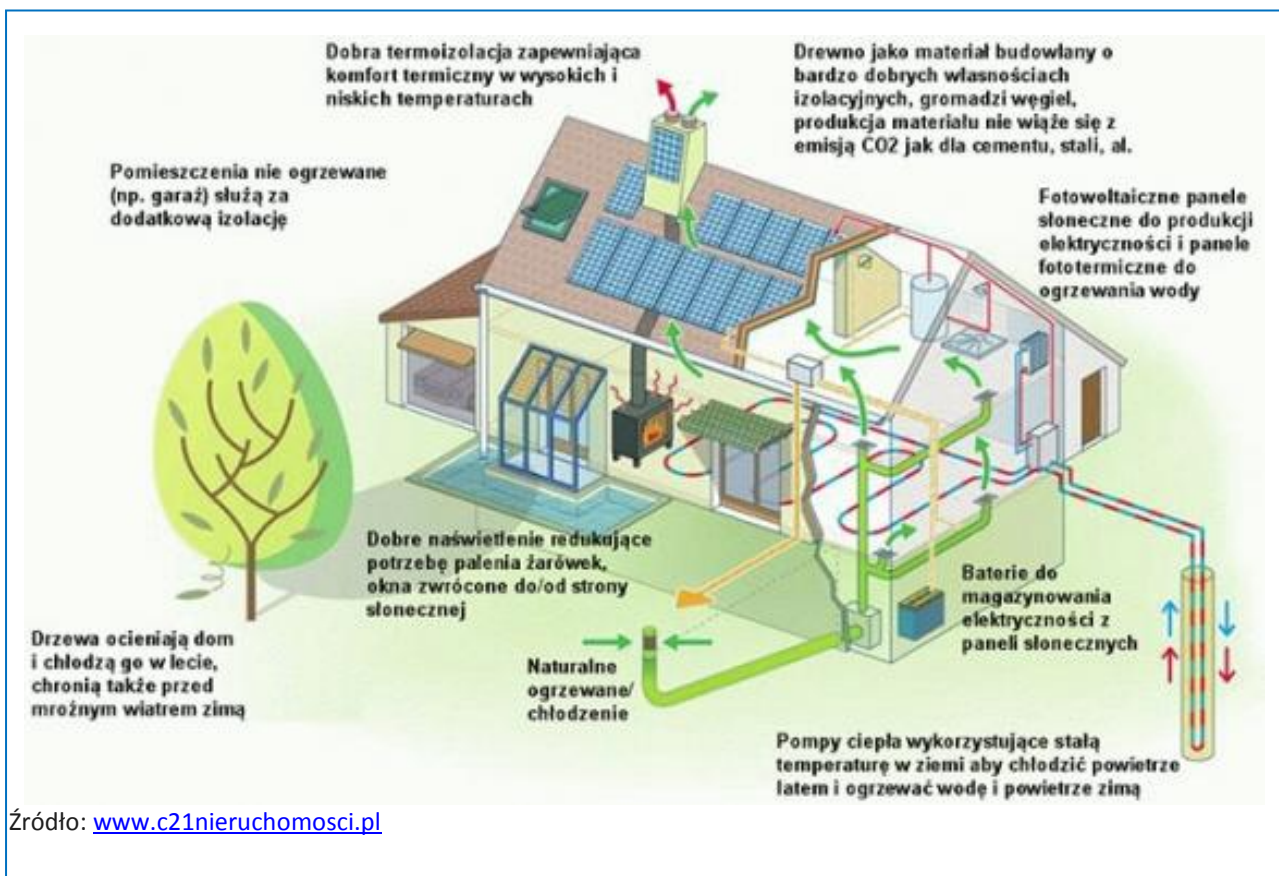 Dobra termoizolacja zapewniająca
komfort termiczny w wysokich i
niskich temperaturach
Drewno jako materiał budowlany o
bardzo dobrych własnościach
izolacyjnych, gromadzi węgiel,
produkcja materiału nie wiąże się z
emisją CO2 jak dla cementu, stali, al.
Pomieszczenia nie ogrzewane
(np. garaż) służą za
dodatkową izolację
Fotowoltaiczne panele
słoneczne do produkcji
elektryczności i panele
fototermiczne do
ogrzewania wody
Dobre naświetlenie redukujące
potrzebę palenia żarówek,
okna zwrócone do/od strony
słonecznej
Baterie do
magazynowania
elektryczności z
paneli słonecznych
Drzewa ocieniają dom
i chłodzą go w lecie,
chronią także przed
mroźnym wiatrem zimą
Naturalne
ogrzewane/
chłodzenie
Pompy ciepła wykorzystujące stałą
temperaturę w ziemi aby chłodzić powietrze
latem i ogrzewać wodę i powietrze zimą
Źródło: www.c21nieruchomosci.pl